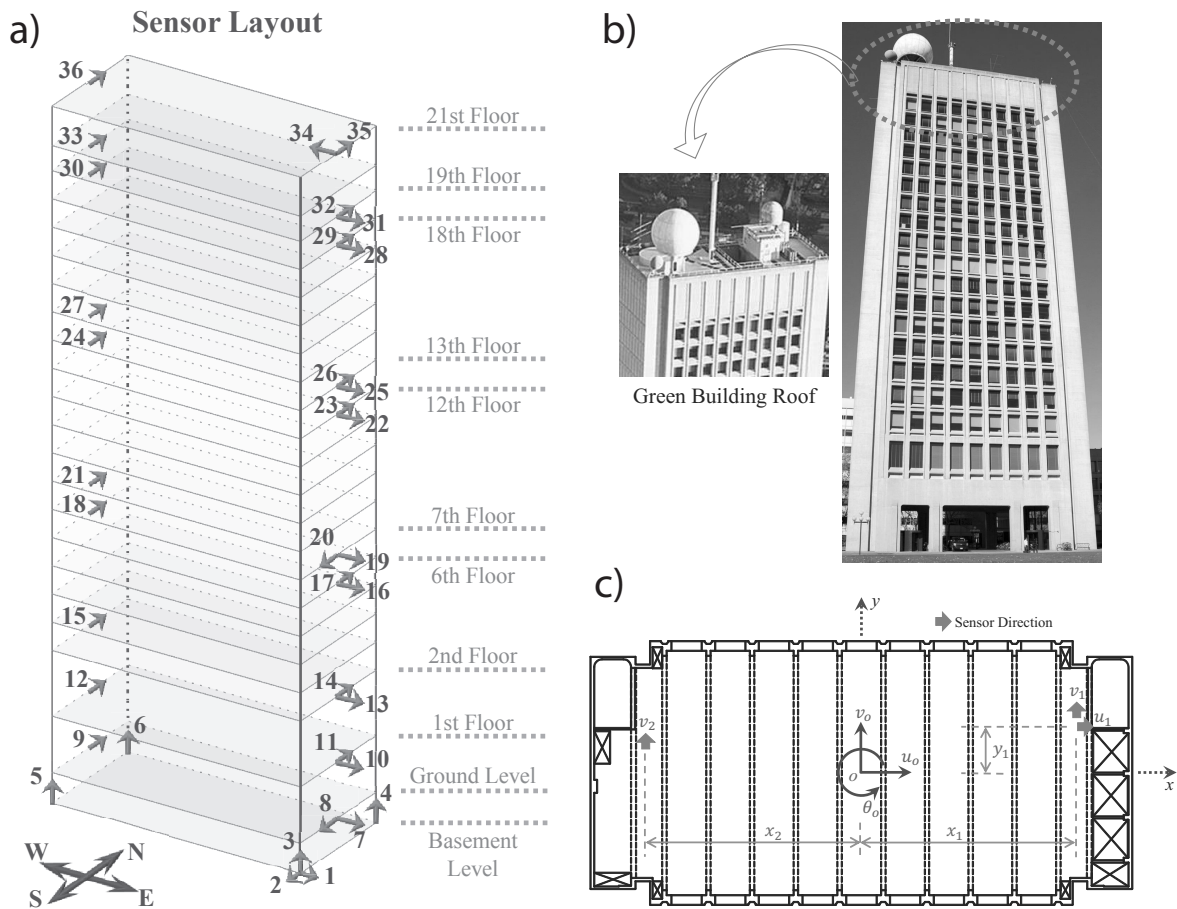 a)
Sensor Layout
36
34
35
33
30
32
31
29
28
27
24
26
25
23
22
21
18
20
19
17
16
15
14
13
12
11
10
9
6
5
4
8
7
3
2
1
W
N
S
E
21st Floor
19th Floor
18th Floor
13th Floor
12th Floor
7th Floor
6th Floor
2nd Floor
1st Floor
Ground Level
Basement
Level
b)
Green Building Roof
c)
y
Sensor Direction
v₁
v₂
vₒ
u₁
y₁
o
uₒ
θₒ
x
x₂
x₁